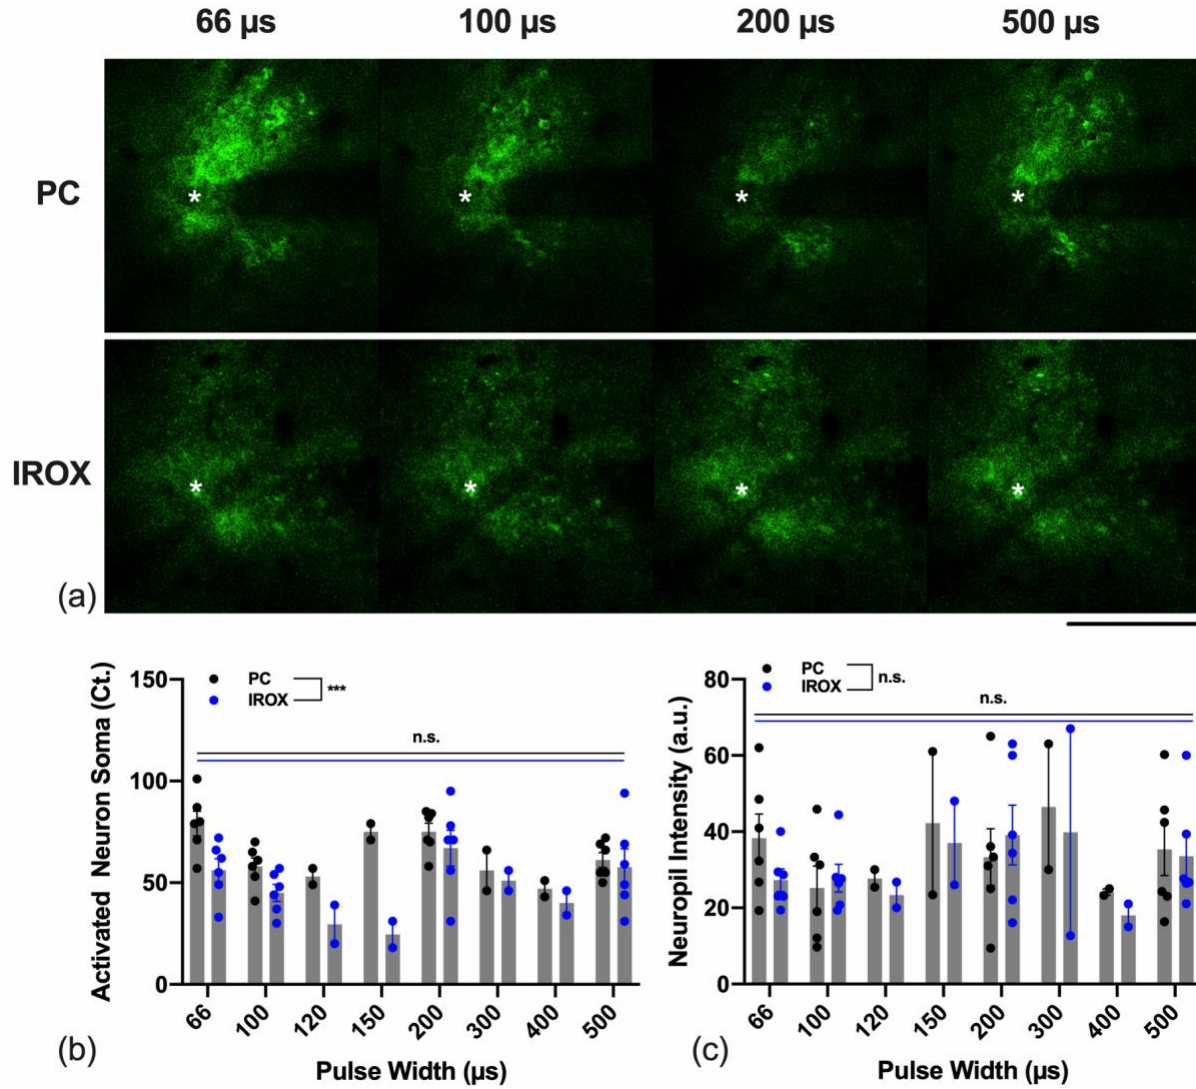 66 µs 100 µs 200 µs 500 µs
PC
* * * *
IROX
* * * *
(a)
Activated Neuron Soma (Ct.)
150
100
50
0
PC
IROX
***
n.s.
66 100 120 150 200 300 400 500
Pulse Width (µs)
(b)
Neuropil Intensity (a.u.)
80
60
40
20
0
PC
IROX
n.s.
n.s.
66 100 120 150 200 300 400 500
Pulse Width (µs)
(c)